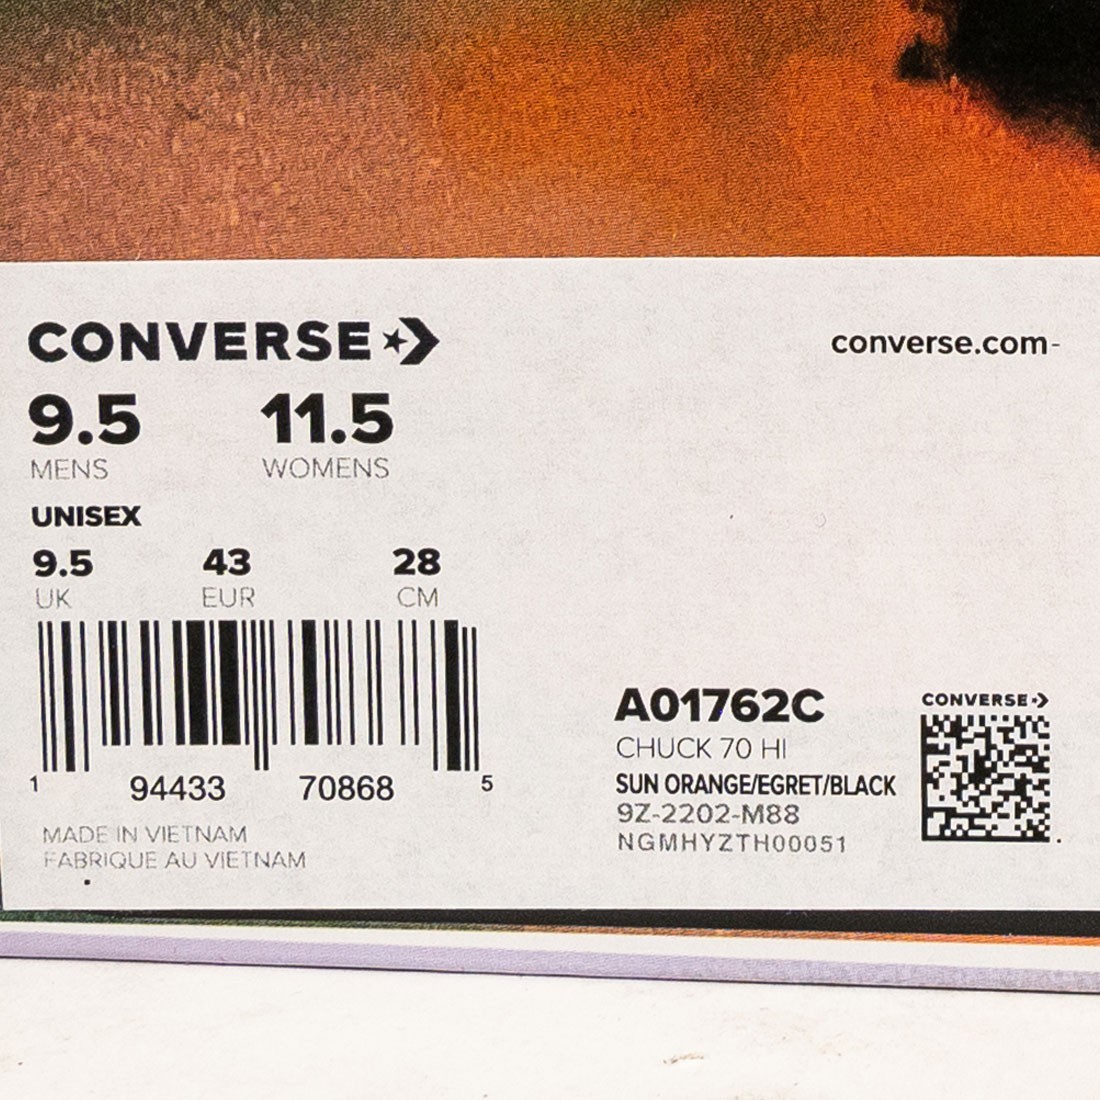 CONVERSE
converse.com-
9.5 11.5
MENS WOMENS
UNISEX
9.5 43 28
UK EUR CM
1 94433 70868 5
MADE IN VIETNAM
FABRIQUE AU VIETNAM
A01762C
CHUCK 70 HI
SUN ORANGE/EGRET/BLACK
9Z-2202-M88
NGMHYZTH00051
CONVERSE